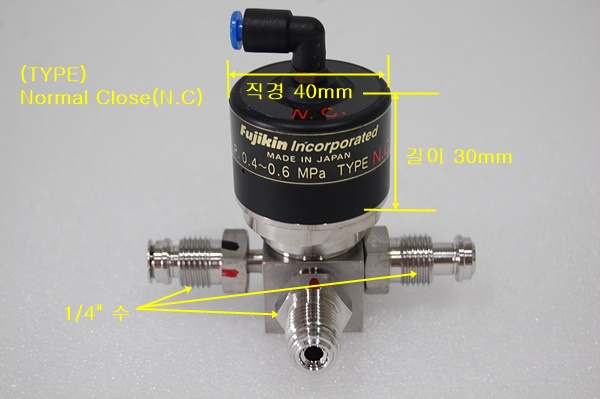 (TYPE)
Normal Close(N.C)
직경 40mm
N.C.
Fujikin Incorporated
MADE IN JAPAN
P. 0.4~0.6 MPa TYPE N.C
길이 30mm
1/4" 수